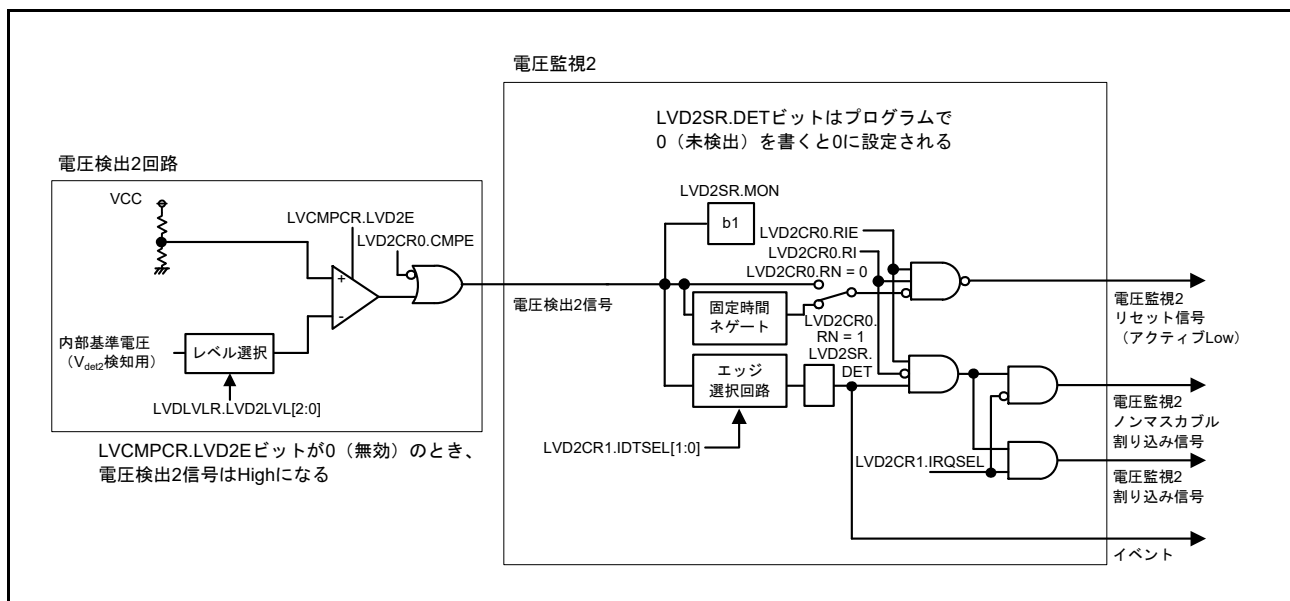 電圧監視2
LVD2SR.DETビットはプログラムで
0（未検出）を書くと0に設定される
電圧検出2回路
VCC
LVCMPCR.LVD2E
LVD2CR0.CMPE
+
-
内部基準電圧
（Vdet2検知用）
レベル選択
LVDLVLR.LVD2LVL[2:0]
LVCMPCR.LVD2Eビットが0（無効）のとき、
電圧検出2信号はHighになる
電圧検出2信号
LVD2SR.MON
b1
LVD2CR0.RIE
LVD2CR0.RI
LVD2CR0.RN = 0
固定時間
ネゲート
LVD2CR0.
RN = 1
LVD2SR.
DET
エッジ
選択回路
LVD2CR1.IDTSEL[1:0]
LVD2CR1.IRQSEL
電圧監視2
リセット信号
（アクティブLow）
電圧監視2
ノンマスカブル
割り込み信号
電圧監視2
割り込み信号
イベント